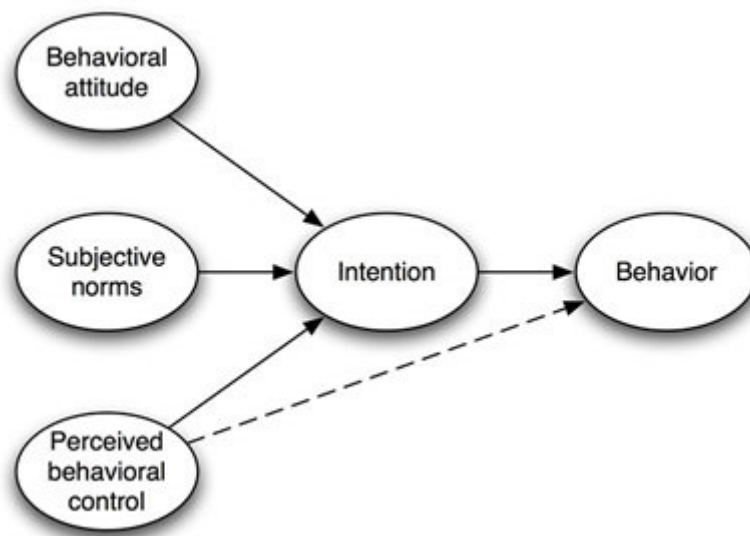 Behavioral
attitude
Subjective
norms
Intention
Behavior
Perceived
behavioral
control